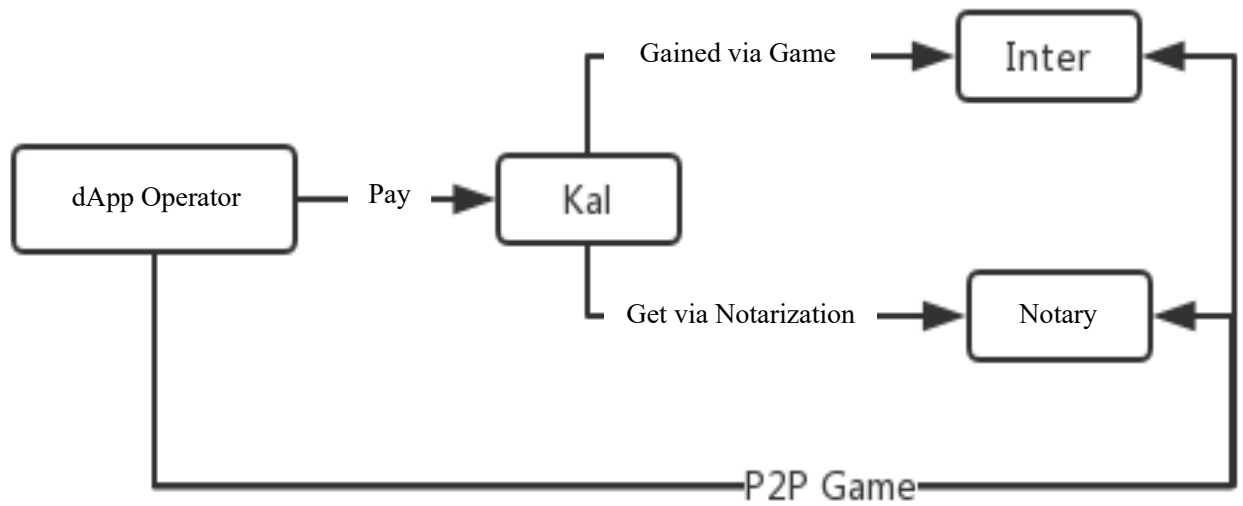 Gained via Game
Inter
dApp Operator
Pay
Kal
Get via Notarization
Notary
P2P Game